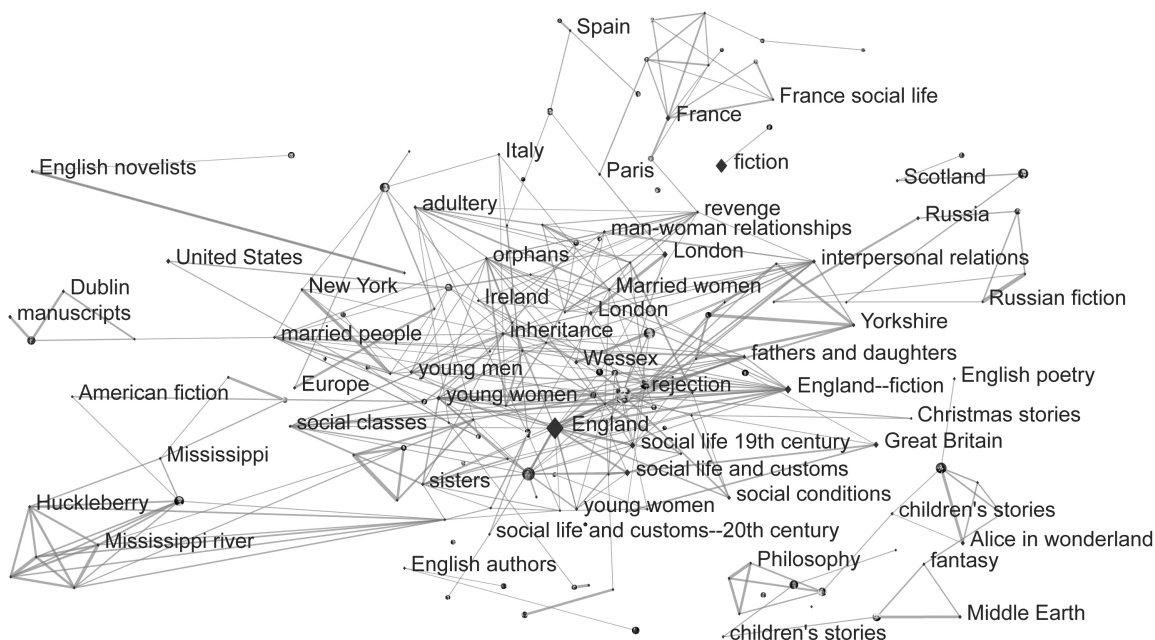 Spain
France social life
France
Italy
fiction
English novelists
Paris
Scotland
adultery
revenge
Russia
man-woman relationships
London
orphans
United States
interpersonal relations
New York
Married women
Dublin
Ireland
Russian fiction
London
manuscripts
Yorkshire
married people
inheritance
Wessex
fathers and daughters
young men
English poetry
Europe
rejection
England--fiction
American fiction
young women
Christmas stories
social classes
England
social life 19th century
Great Britain
Mississippi
social life and customs
sisters
social conditions
Huckleberry
young women
children's stories
social life and customs--20th century
Mississippi river
Alice in wonderland
English authors
Philosophy
fantasy
Middle Earth
children's stories